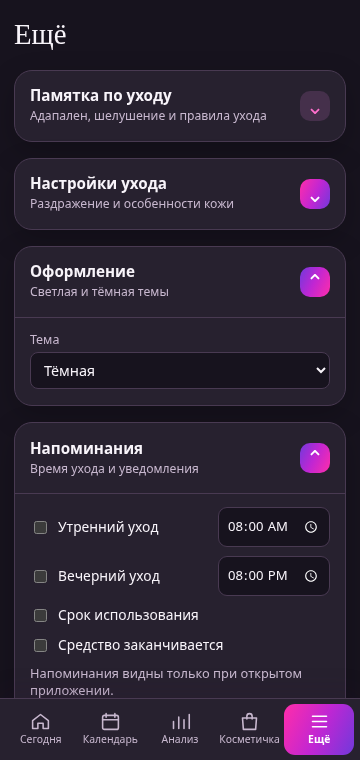 Ещё
Памятка по уходу
Адапален, шелушение и правила ухода
Настройки ухода
Раздражение и особенности кожи
Оформление
Светлая и тёмная темы
Тема
Тёмная
Напоминания
Время ухода и уведомления
Утренний уход 08:00 AM
Вечерний уход 08:00 PM
Срок использования
Средство заканчивается
Напоминания видны только при открытом
приложении.
Сегодня Календарь Анализ Косметичка Ещё